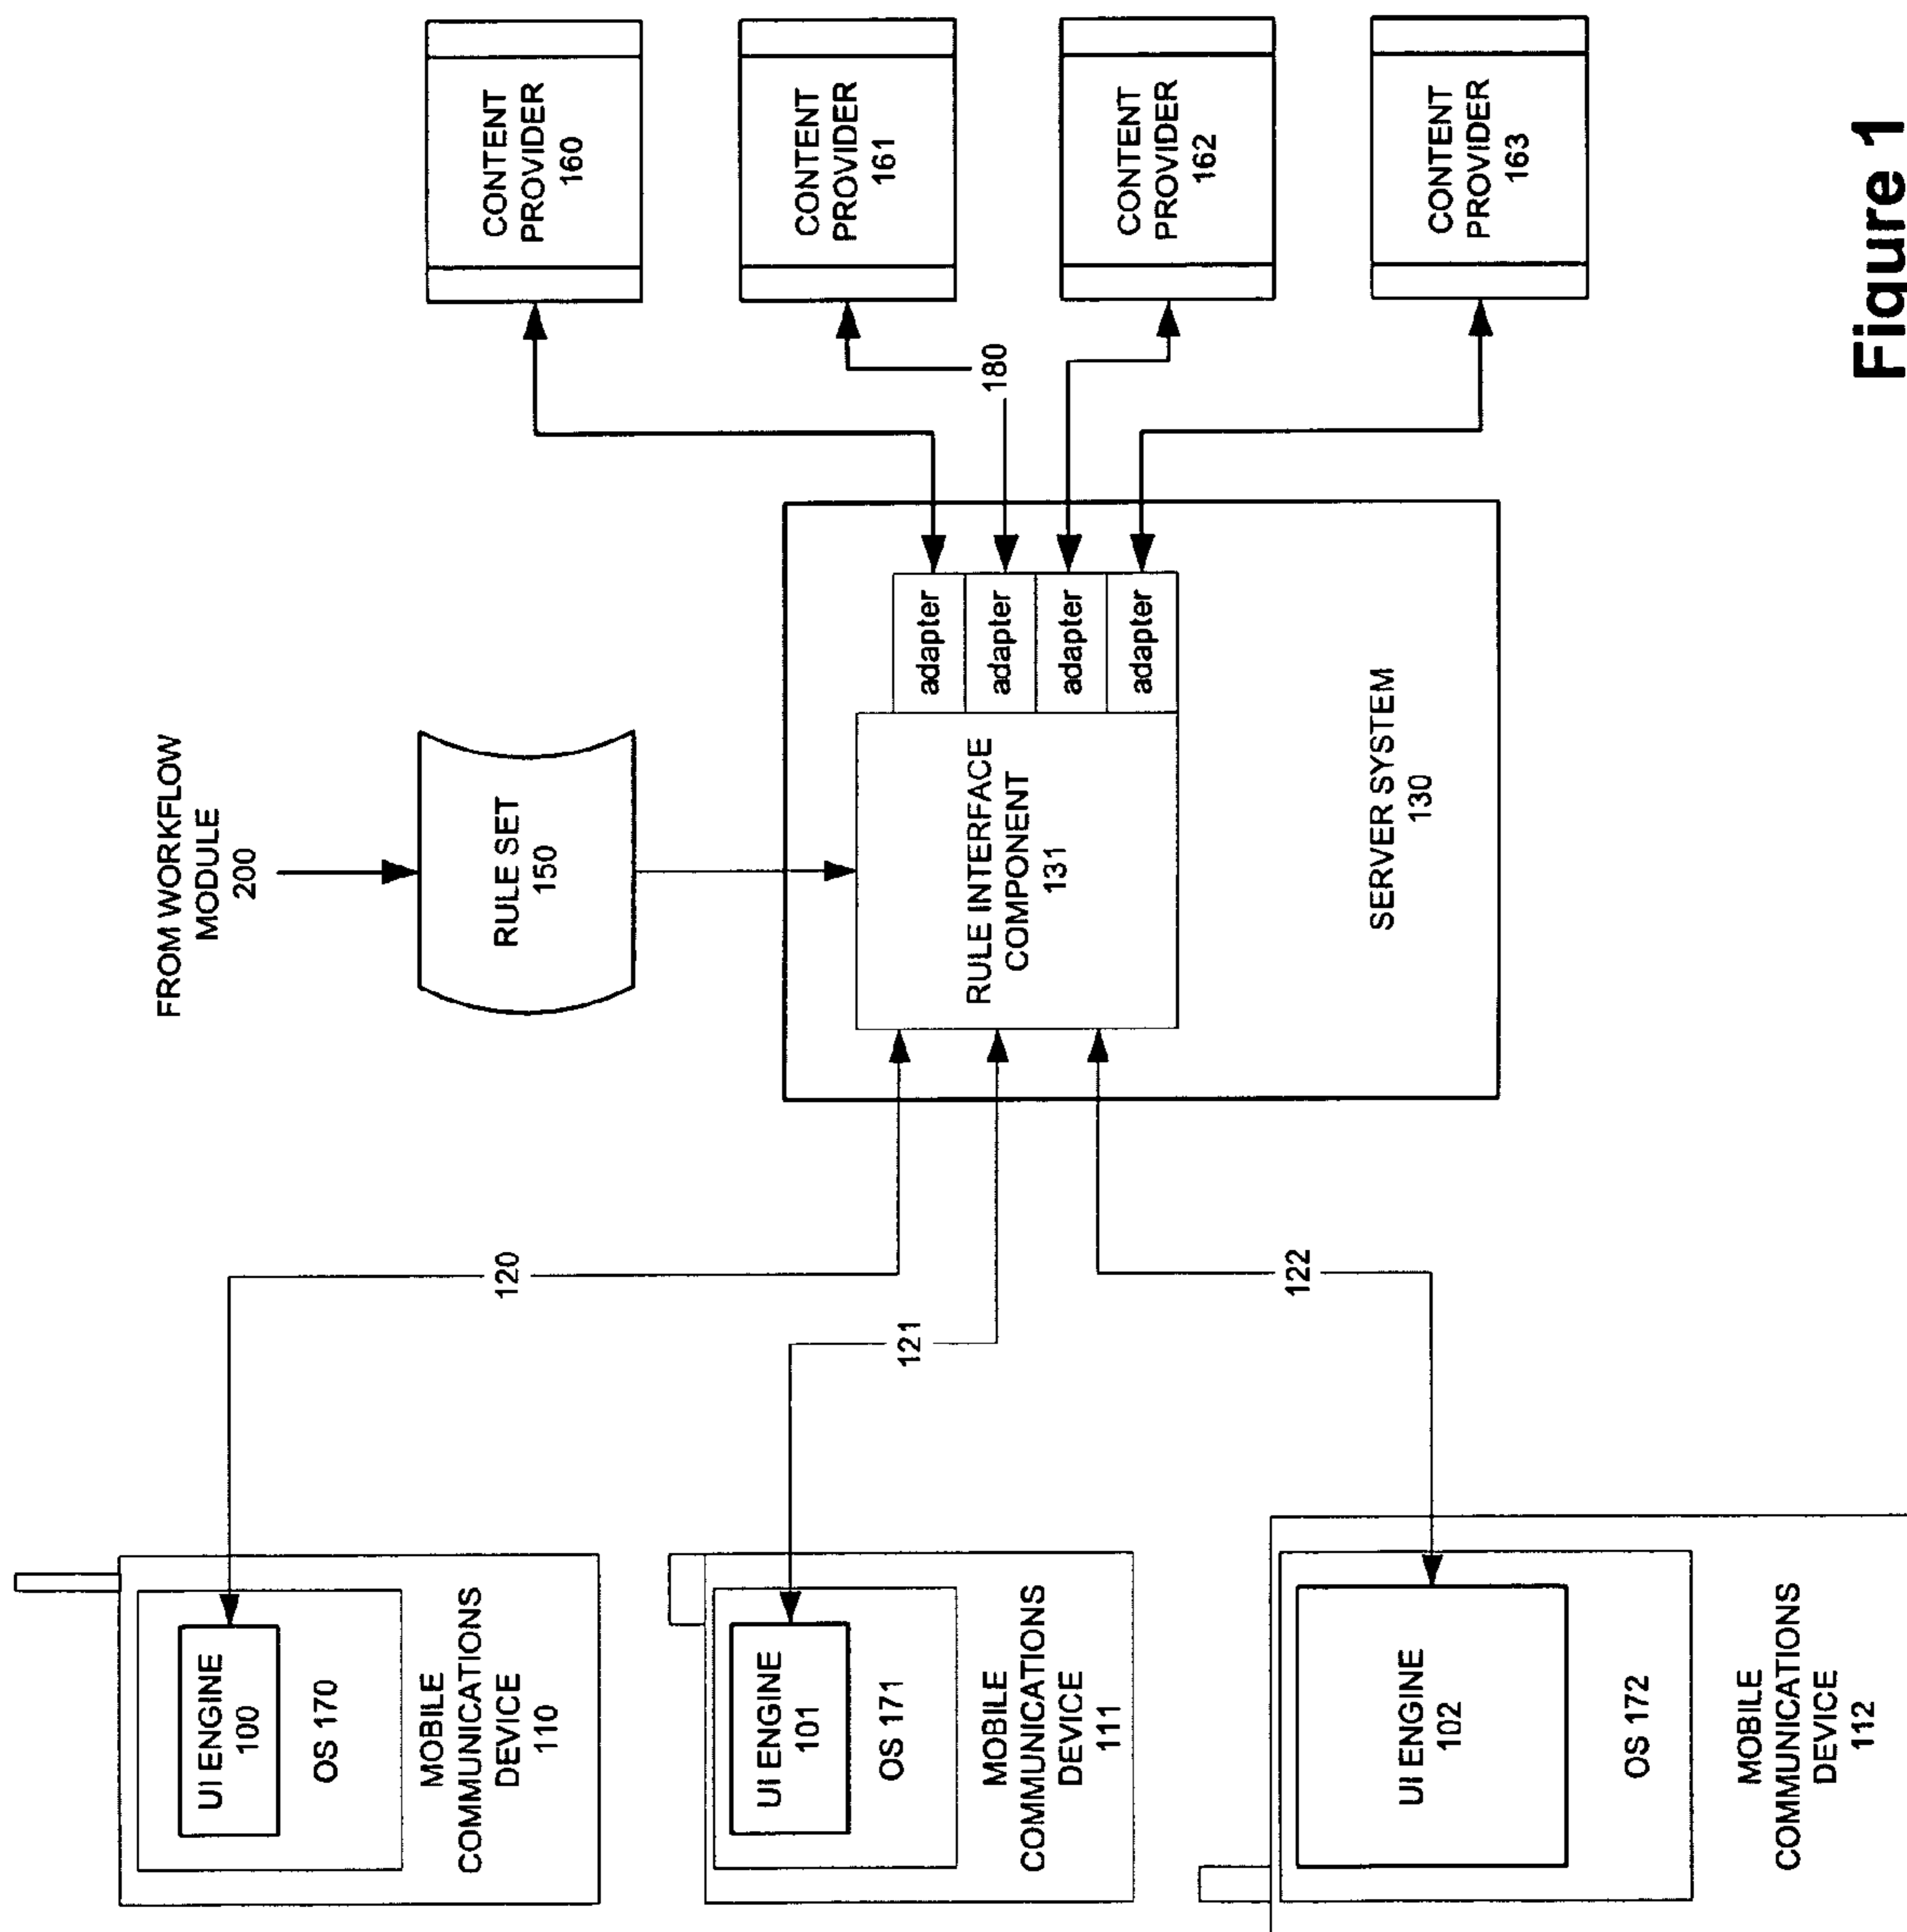 FROM WORKFLOW
MODULE
200
RULE SET
150
UI ENGINE
100
OS 170
MOBILE
COMMUNICATIONS
DEVICE
110
UI ENGINE
101
OS 171
MOBILE
COMMUNICATIONS
DEVICE
111
UI ENGINE
102
OS 172
MOBILE
COMMUNICATIONS
DEVICE
112
120
121
122
RULE INTERFACE
COMPONENT
131
adapter
adapter
adapter
adapter
SERVER SYSTEM
130
180
CONTENT
PROVIDER
160
CONTENT
PROVIDER
161
CONTENT
PROVIDER
162
CONTENT
PROVIDER
163
Figure 1